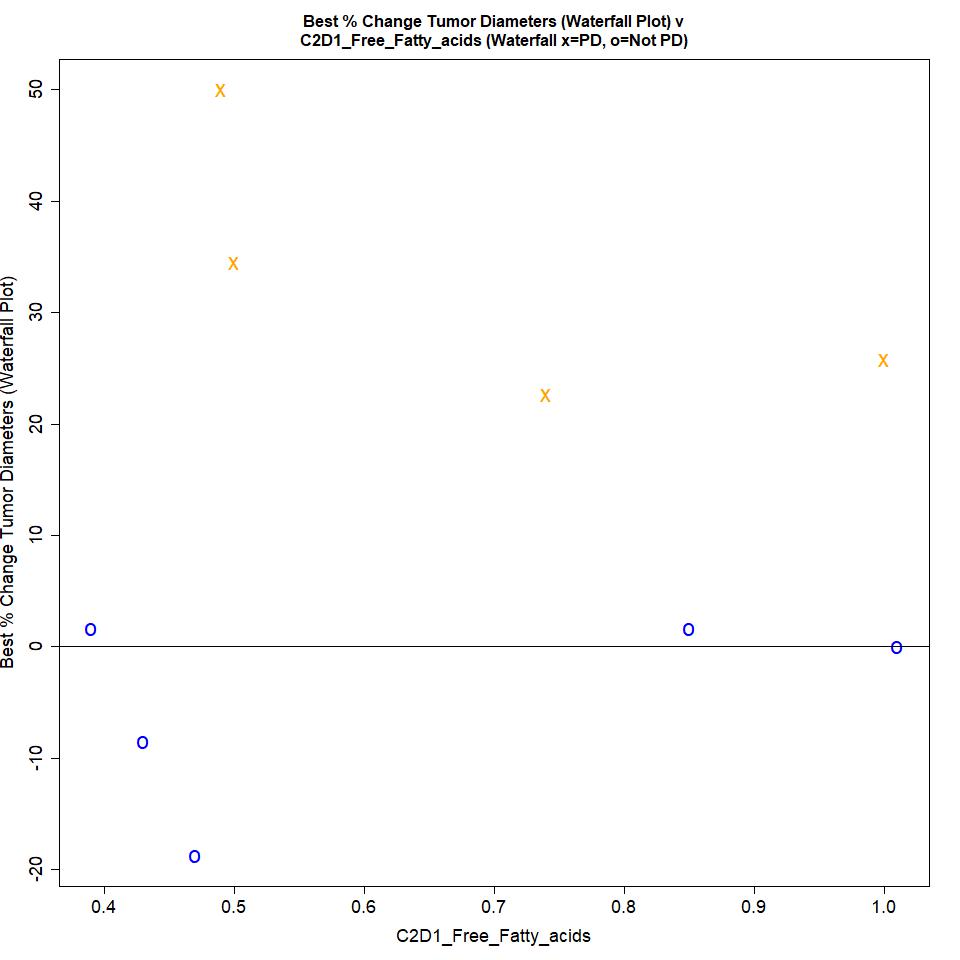 Best % Change Tumor Diameters (Waterfall Plot) v
C2D1_Free_Fatty_acids (Waterfall x=PD, o=Not PD)
Best % Change Tumor Diameters (Waterfall Plot)
50
40
30
20
10
0
-10
-20
X
X
X
X
O
O
O
O
O
0.4 0.5 0.6 0.7 0.8 0.9 1.0
C2D1_Free_Fatty_acids